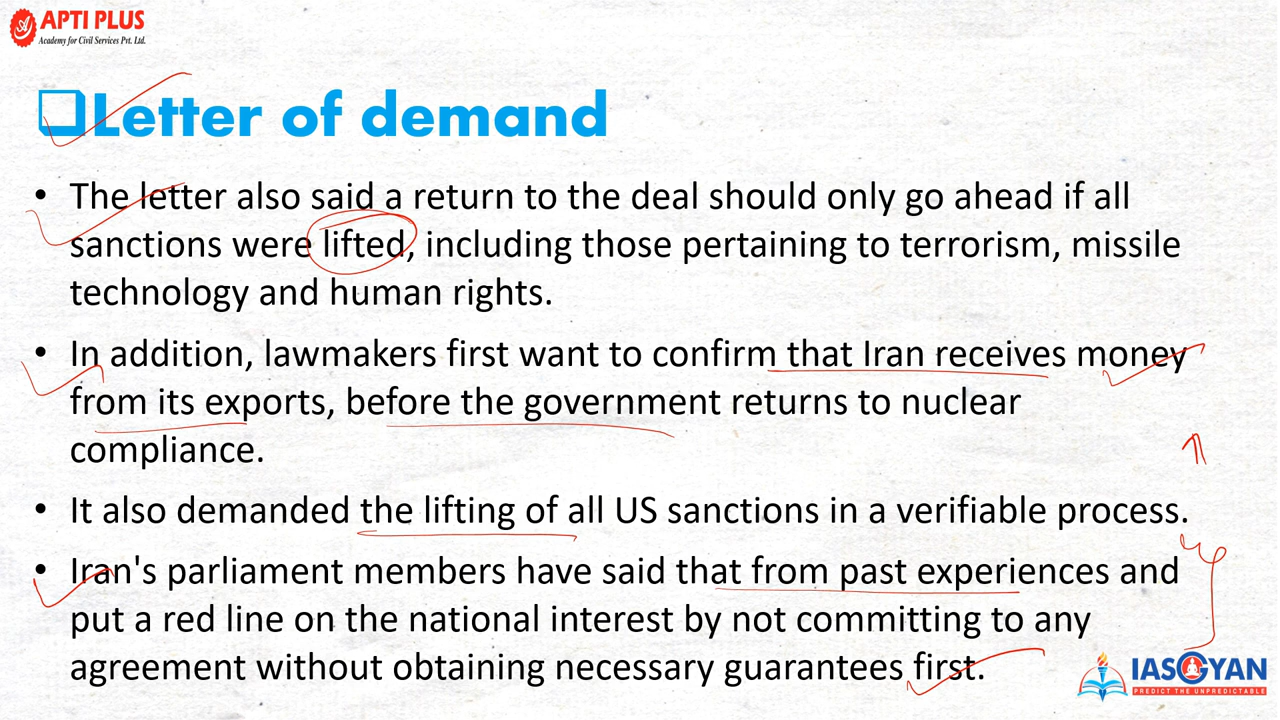 APTI PLUS
Academy for Civil Services Pvt. Ltd.
Letter of demand
• The letter also said a return to the deal should only go ahead if all
sanctions were lifted, including those pertaining to terrorism, missile
technology and human rights.
• In addition, lawmakers first want to confirm that Iran receives money
from its exports, before the government returns to nuclear
compliance.
• It also demanded the lifting of all US sanctions in a verifiable process.
• Iran's parliament members have said that from past experiences and
put a red line on the national interest by not committing to any
agreement without obtaining necessary guarantees first.
IASGYAN
PREDICT THE UNPREDICTABLE